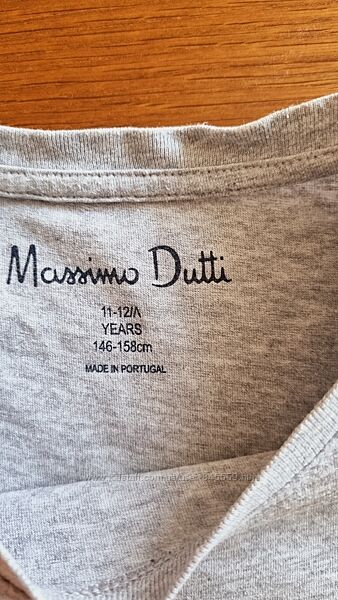 Massimo Dutti
11-12/Λ
YEARS
146-158cm
MADE IN PORTUGAL